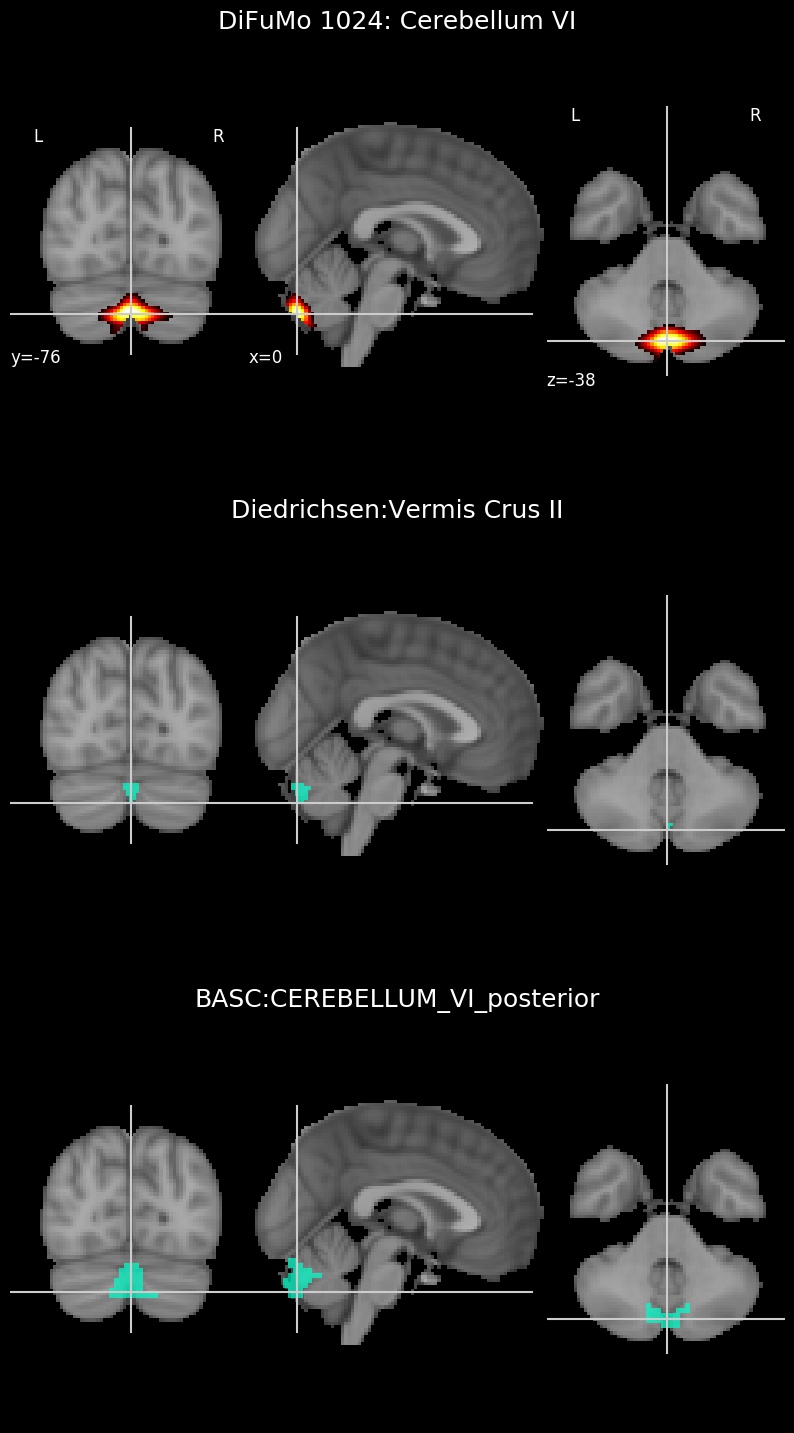 DiFuMo 1024: Cerebellum VI
L R L R
y=-76 x=0 z=-38
Diedrichsen:Vermis Crus II
BASC:CEREBELLUM_VI_posterior